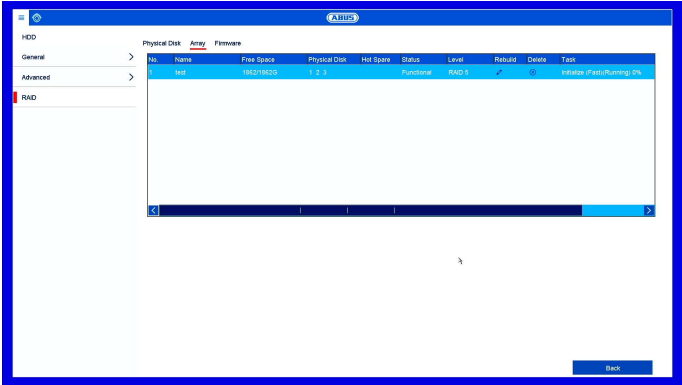 ABUS
HDD
General
Advanced
RAID
Physical Disk Array Firmware
No. Name Free Space Physical Disk Hot Spare Status Level Rebuild Delete Task
1 test 1862/1862G 1 2 3 Functional RAID 5 Initialize (Fast)(Running) 0%
Back